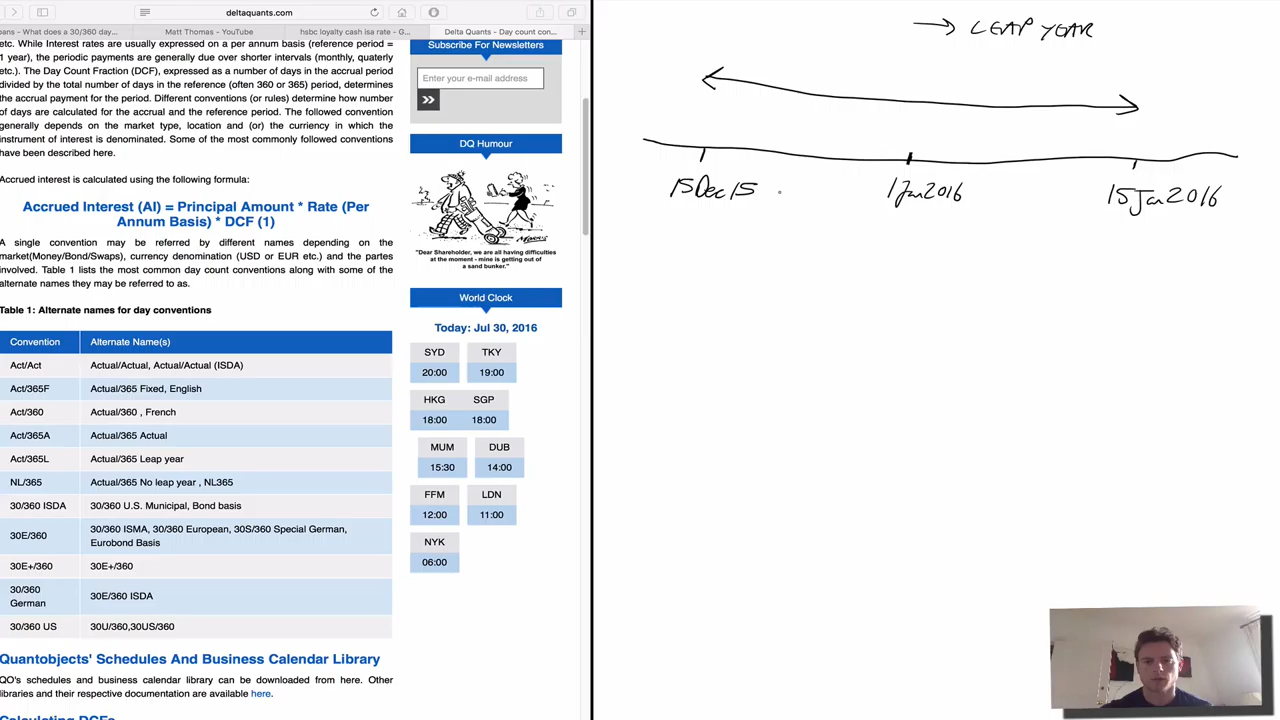 deltaquants.com
ans - What does a 30/360 day...
Matt Thomas - YouTube
hsbc loyalty cash isa rate - G...
Delta Quants - Day count con...
etc. While Interest rates are usually expressed on a per annum basis (reference period =
1 year), the periodic payments are generally due over shorter intervals (monthly, quaterly
etc.). The Day Count Fraction (DCF), expressed as a number of days in the accrual period
divided by the total number of days in the reference (often 360 or 365) period, determines
the accrual payment for the period. Different conventions (or rules) determine how number
of days are calculated for the accrual and the reference period. The followed convention
generally depends on the market type, location and (or) the currency in which the
instrument of interest is denominated. Some of the most commonly followed conventions
have been described here.
Accrued interest is calculated using the following formula:
Accrued Interest (AI) = Principal Amount * Rate (Per
Annum Basis) * DCF (1)
A single convention may be referred by different names depending on the
market(Money/Bond/Swaps), currency denomination (USD or EUR etc.) and the partes
involved. Table 1 lists the most common day count conventions along with some of the
alternate names they may be referred to as.
Table 1: Alternate names for day conventions
Convention Alternate Name(s)
Act/Act Actual/Actual, Actual/Actual (ISDA)
Act/365F Actual/365 Fixed, English
Act/360 Actual/360 , French
Act/365A Actual/365 Actual
Act/365L Actual/365 Leap year
NL/365 Actual/365 No leap year , NL365
30/360 ISDA 30/360 U.S. Municipal, Bond basis
30E/360 30/360 ISMA, 30/360 European, 30S/360 Special German,
Eurobond Basis
30E+/360 30E+/360
30/360
German 30E/360 ISDA
30/360 US 30U/360,30US/360
Quantobjects' Schedules And Business Calendar Library
QO's schedules and business calendar library can be downloaded from here. Other
libraries and their respective documentation are available here.
Calculating DCFs
Subscribe For Newsletters
Enter your e-mail address
DQ Humour
"Dear Shareholder, we are all having difficulties
at the moment - mine is getting out of
a sand bunker."
World Clock
Today: Jul 30, 2016
SYD TKY
20:00 19:00
HKG SGP
18:00 18:00
MUM DUB
15:30 14:00
FFM LDN
12:00 11:00
NYK
06:00
LEAP YEAR
15Dec15 1Jan2016 15Jan2016